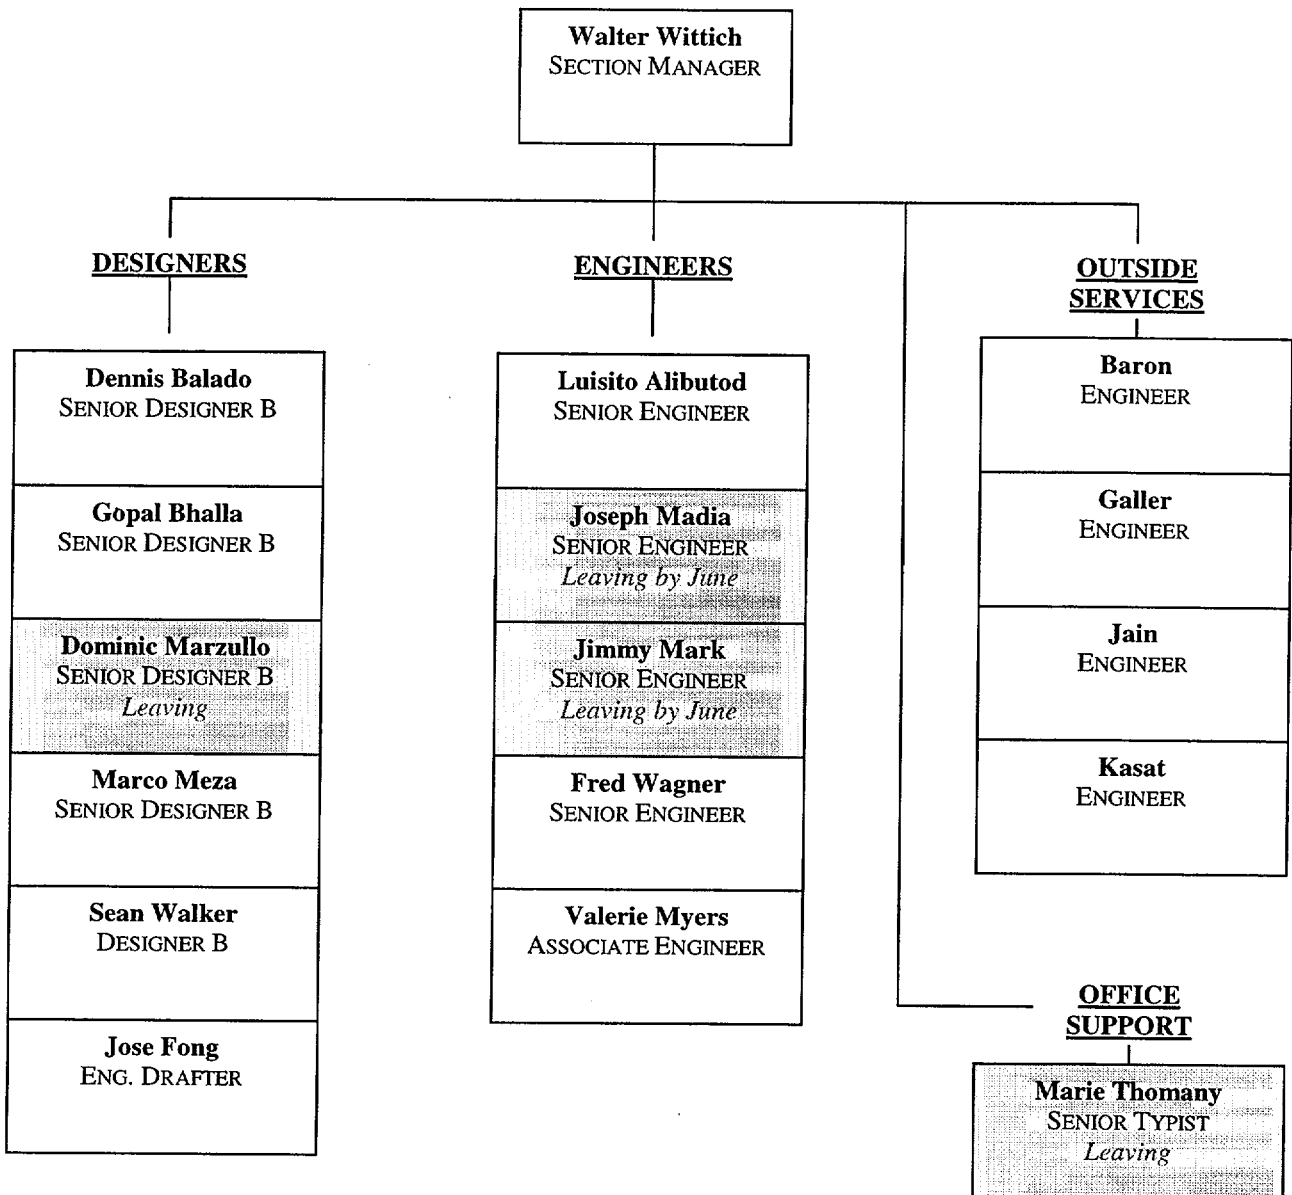 Walter Wittich
SECTION MANAGER
DESIGNERS
Dennis Balado
SENIOR DESIGNER B
Gopal Bhalla
SENIOR DESIGNER B
Dominic Marzullo
SENIOR DESIGNER B
Leaving
Marco Meza
SENIOR DESIGNER B
Sean Walker
DESIGNER B
Jose Fong
ENG. DRAFTER
ENGINEERS
Luisito Alibutod
SENIOR ENGINEER
Joseph Madia
SENIOR ENGINEER
Leaving by June
Jimmy Mark
SENIOR ENGINEER
Leaving by June
Fred Wagner
SENIOR ENGINEER
Valerie Myers
ASSOCIATE ENGINEER
OUTSIDE
SERVICES
Baron
ENGINEER
Galler
ENGINEER
Jain
ENGINEER
Kasat
ENGINEER
OFFICE
SUPPORT
Marie Thomany
SENIOR TYPIST
Leaving